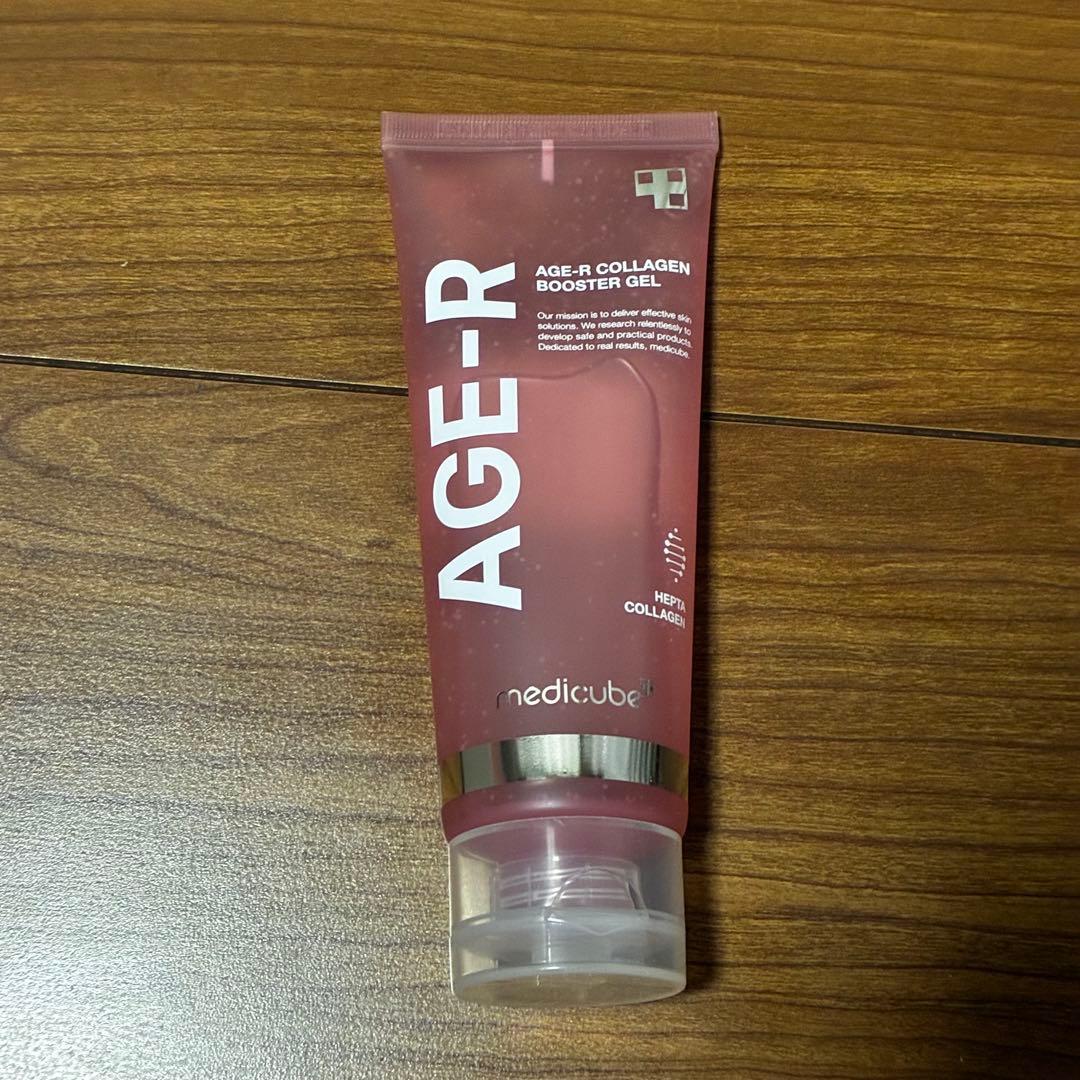 AGE-R
AGE-R COLLAGEN
BOOSTER GEL
Our mission is to deliver effective skin
solutions. We research relentlessly to
develop safe and practical products.
Dedicated to real results, medicube.
HEPTA
COLLAGEN
medicube